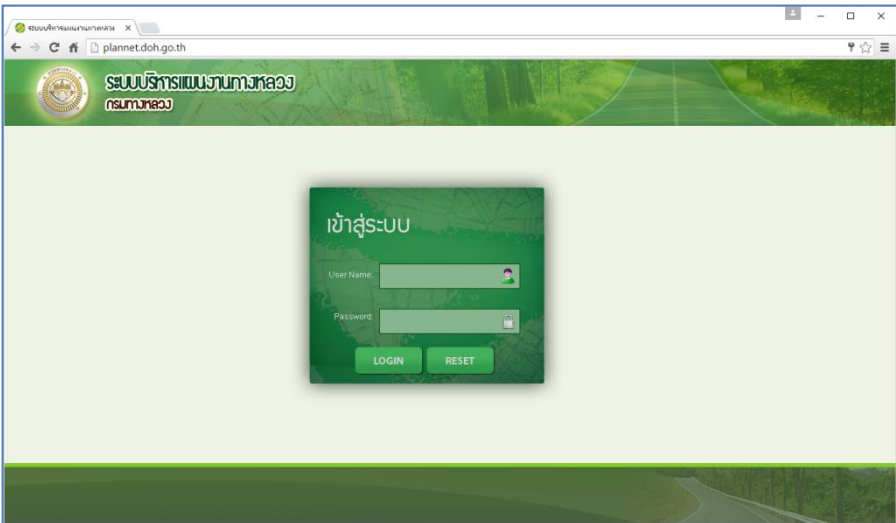 ระบบบริหารแผนงานทางหลวง
plannet.doh.go.th
ระบบบริหารแผนงานทางหลวง
กรมทางหลวง
เข้าสู่ระบบ
User Name:
Password:
LOGIN RESET